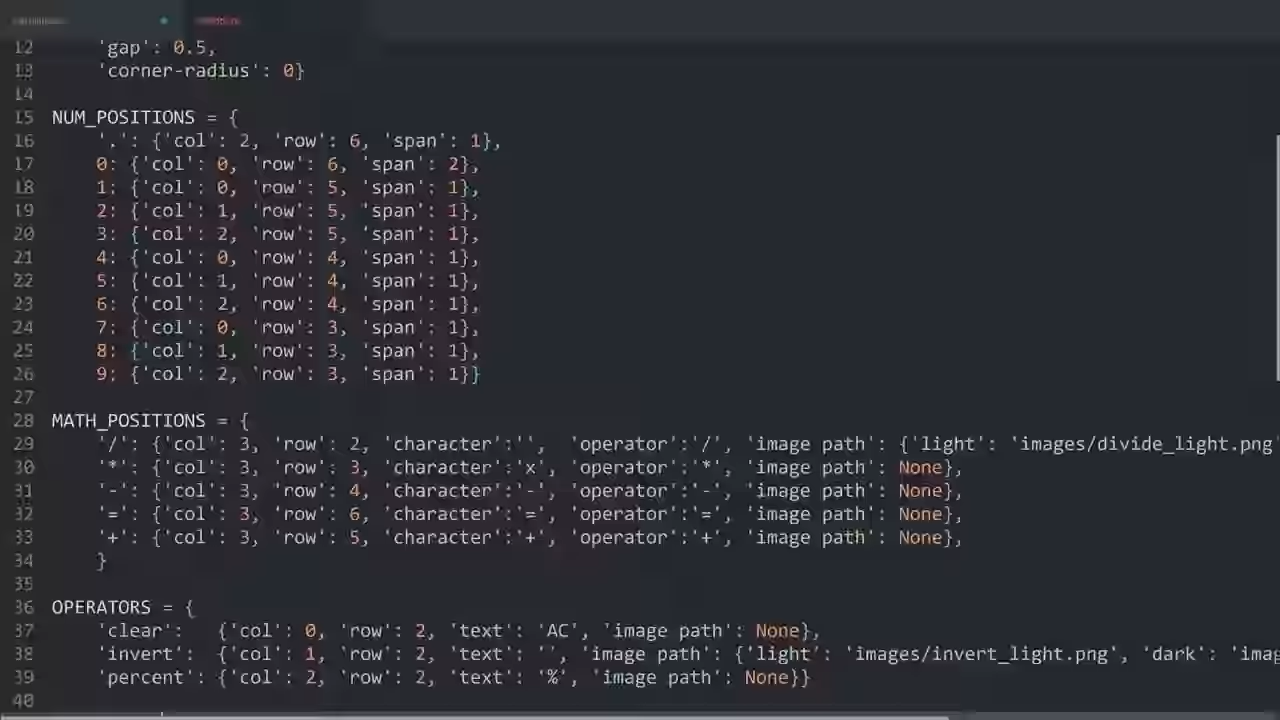 12 'gap': 0.5,
13 'corner-radius': 0}
14
15 NUM_POSITIONS = {
16 '.': {'col': 2, 'row': 6, 'span': 1},
17 0: {'col': 0, 'row': 6, 'span': 2},
18 1: {'col': 0, 'row': 5, 'span': 1},
19 2: {'col': 1, 'row': 5, 'span': 1},
20 3: {'col': 2, 'row': 5, 'span': 1},
21 4: {'col': 0, 'row': 4, 'span': 1},
22 5: {'col': 1, 'row': 4, 'span': 1},
23 6: {'col': 2, 'row': 4, 'span': 1},
24 7: {'col': 0, 'row': 3, 'span': 1},
25 8: {'col': 1, 'row': 3, 'span': 1},
26 9: {'col': 2, 'row': 3, 'span': 1}}
27
28 MATH_POSITIONS = {
29 '/': {'col': 3, 'row': 2, 'character':'', 'operator':'/', 'image path': {'light': 'images/divide_light.png'
30 '*': {'col': 3, 'row': 3, 'character':'x', 'operator':'*', 'image path': None},
31 '-': {'col': 3, 'row': 4, 'character':'-', 'operator':'-', 'image path': None},
32 '=': {'col': 3, 'row': 6, 'character':'=', 'operator':'=', 'image path': None},
33 '+': {'col': 3, 'row': 5, 'character':'+', 'operator':'+', 'image path': None},
34 }
35
36 OPERATORS = {
37 'clear': {'col': 0, 'row': 2, 'text': 'AC', 'image path': None},
38 'invert': {'col': 1, 'row': 2, 'text': '', 'image path': {'light': 'images/invert_light.png', 'dark': 'imag
39 'percent': {'col': 2, 'row': 2, 'text': '%', 'image path': None}}
40